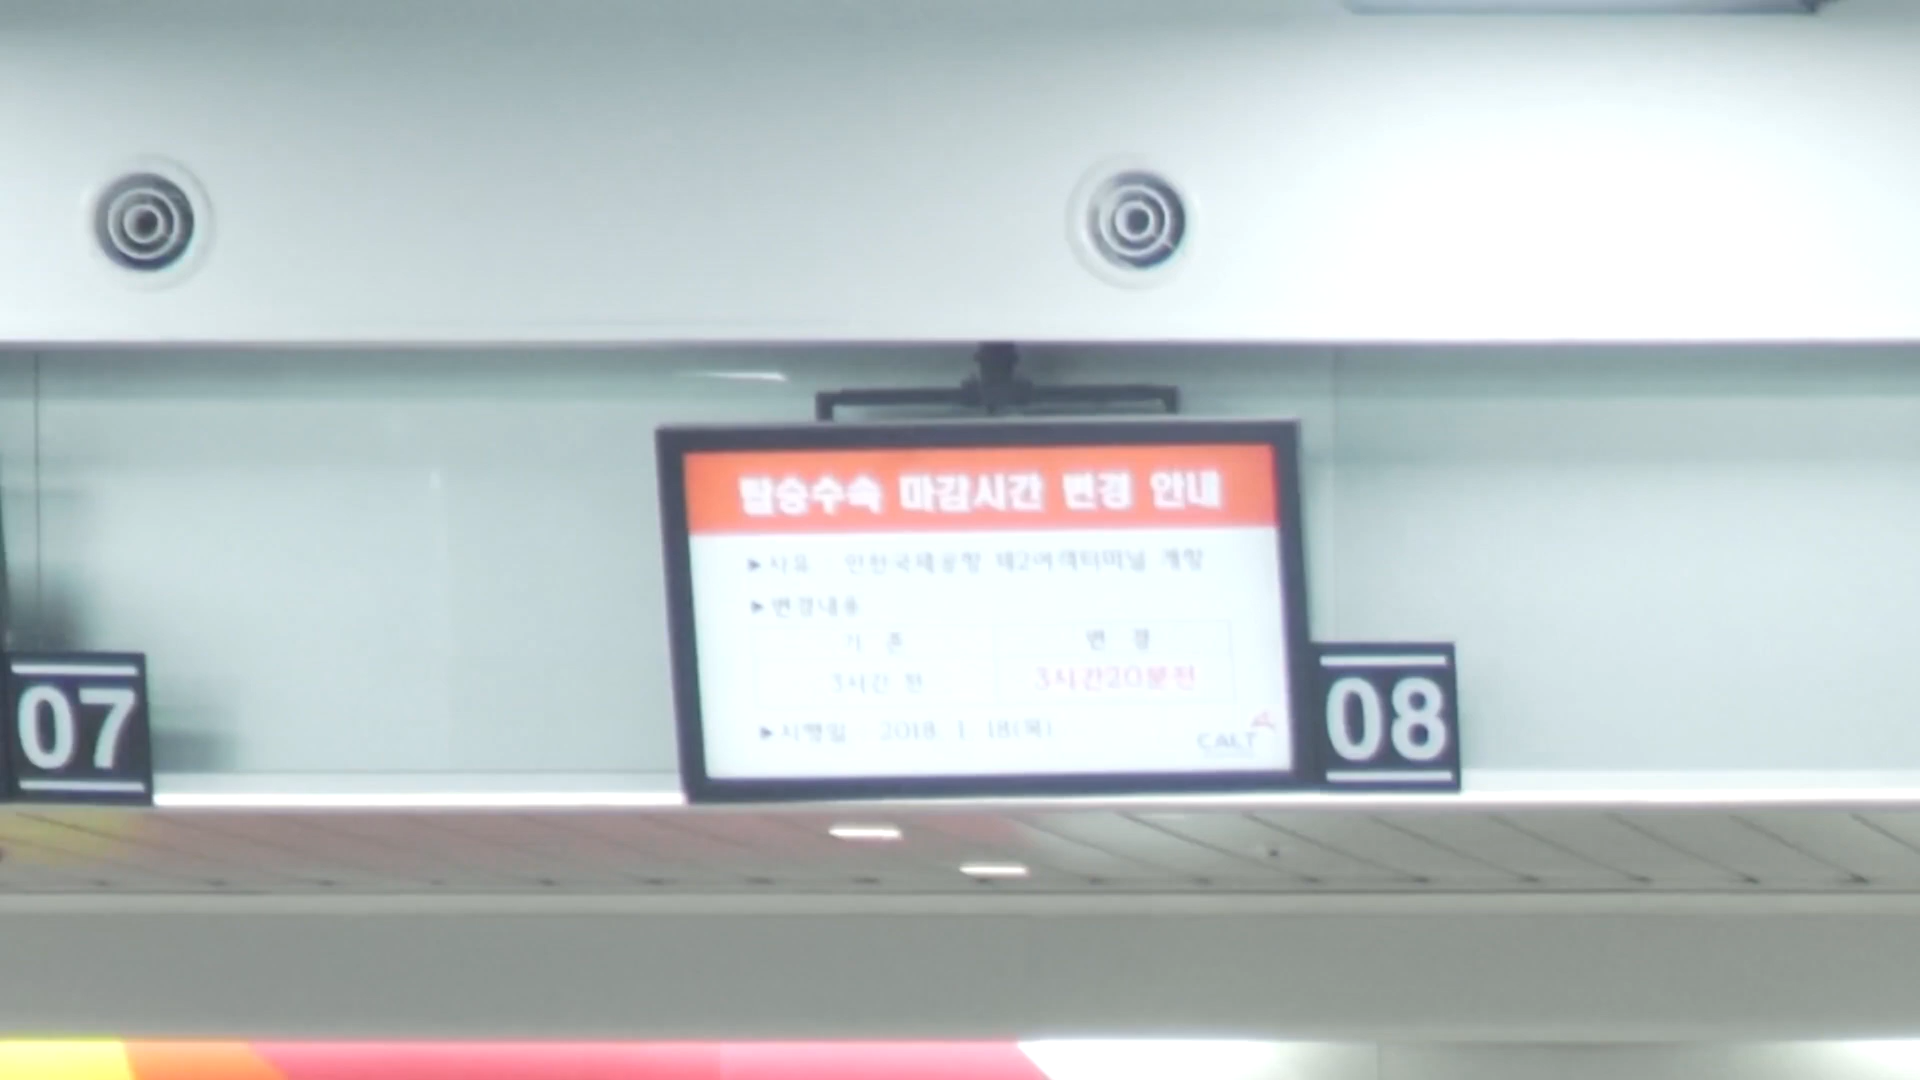 탑승수속 마감시간 변경 안내
▶사유 인천국제공항 제2여객터미널 개항
▶변경내용
기 존 변 경
3시간 전 3시간20분전
▶시행일 2018. 1. 18(목)
CALT
07
08